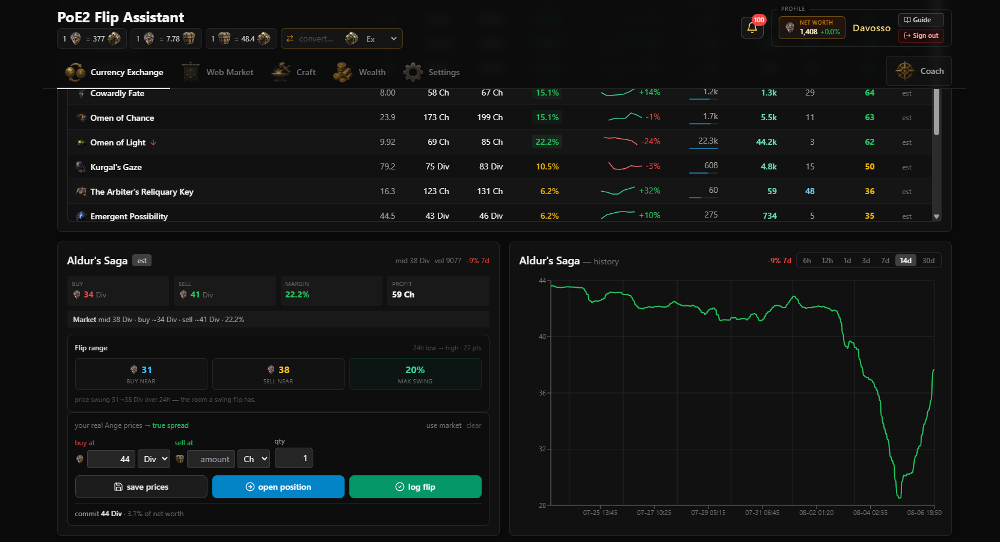 PoE2 Flip Assistant
1 = 377
1 = 7.78
1 = 48.4
convert...
Ex
100
PROFILE
NET WORTH
1,408 +0.0%
Davosso
Guide
Sign out
Currency Exchange
Web Market
Craft
Wealth
Settings
Coach
Cowardly Fate 8.00 58 Ch 67 Ch 15.1% +14% 1.2k 1.3k 29 64 est
Omen of Chance 23.9 173 Ch 199 Ch 15.1% -1% 1.7k 5.5k 11 63 est
Omen of Light 9.92 69 Ch 85 Ch 22.2% -24% 22.3k 44.2k 3 62 est
Kurgal's Gaze 79.2 75 Div 83 Div 10.5% -3% 608 4.8k 15 50 est
The Arbiter's Reliquary Key 16.3 123 Ch 131 Ch 6.2% +32% 60 59 48 36 est
Emergent Possibility 44.5 43 Div 46 Div 6.2% +10% 275 734 5 35 est
Aldur's Saga est
mid 38 Div vol 9077 -9% 7d
BUY
34 Div
SELL
41 Div
MARGIN
22.2%
PROFIT
59 Ch
Market mid 38 Div · buy ~34 Div · sell ~41 Div · 22.2%
Flip range
24h low → high · 27 pts
31
BUY NEAR
38
SELL NEAR
20%
MAX SWING
price swung 31→38 Div over 24h — the room a swing flip has.
your real Ange prices → true spread
use market clear
buy at
sell at
qty
44 Div
amount Ch
1
save prices
open position
log flip
commit 44 Div · 3.1% of net worth
Aldur's Saga — history
-9% 7d
6h 12h 1d 3d 7d 14d 30d
44
40
36
32
28
07-25 13:45 07-27 10:25 07-29 05:15 07-31 06:45 08-02 01:20 08-04 02:55 08-06 18:50